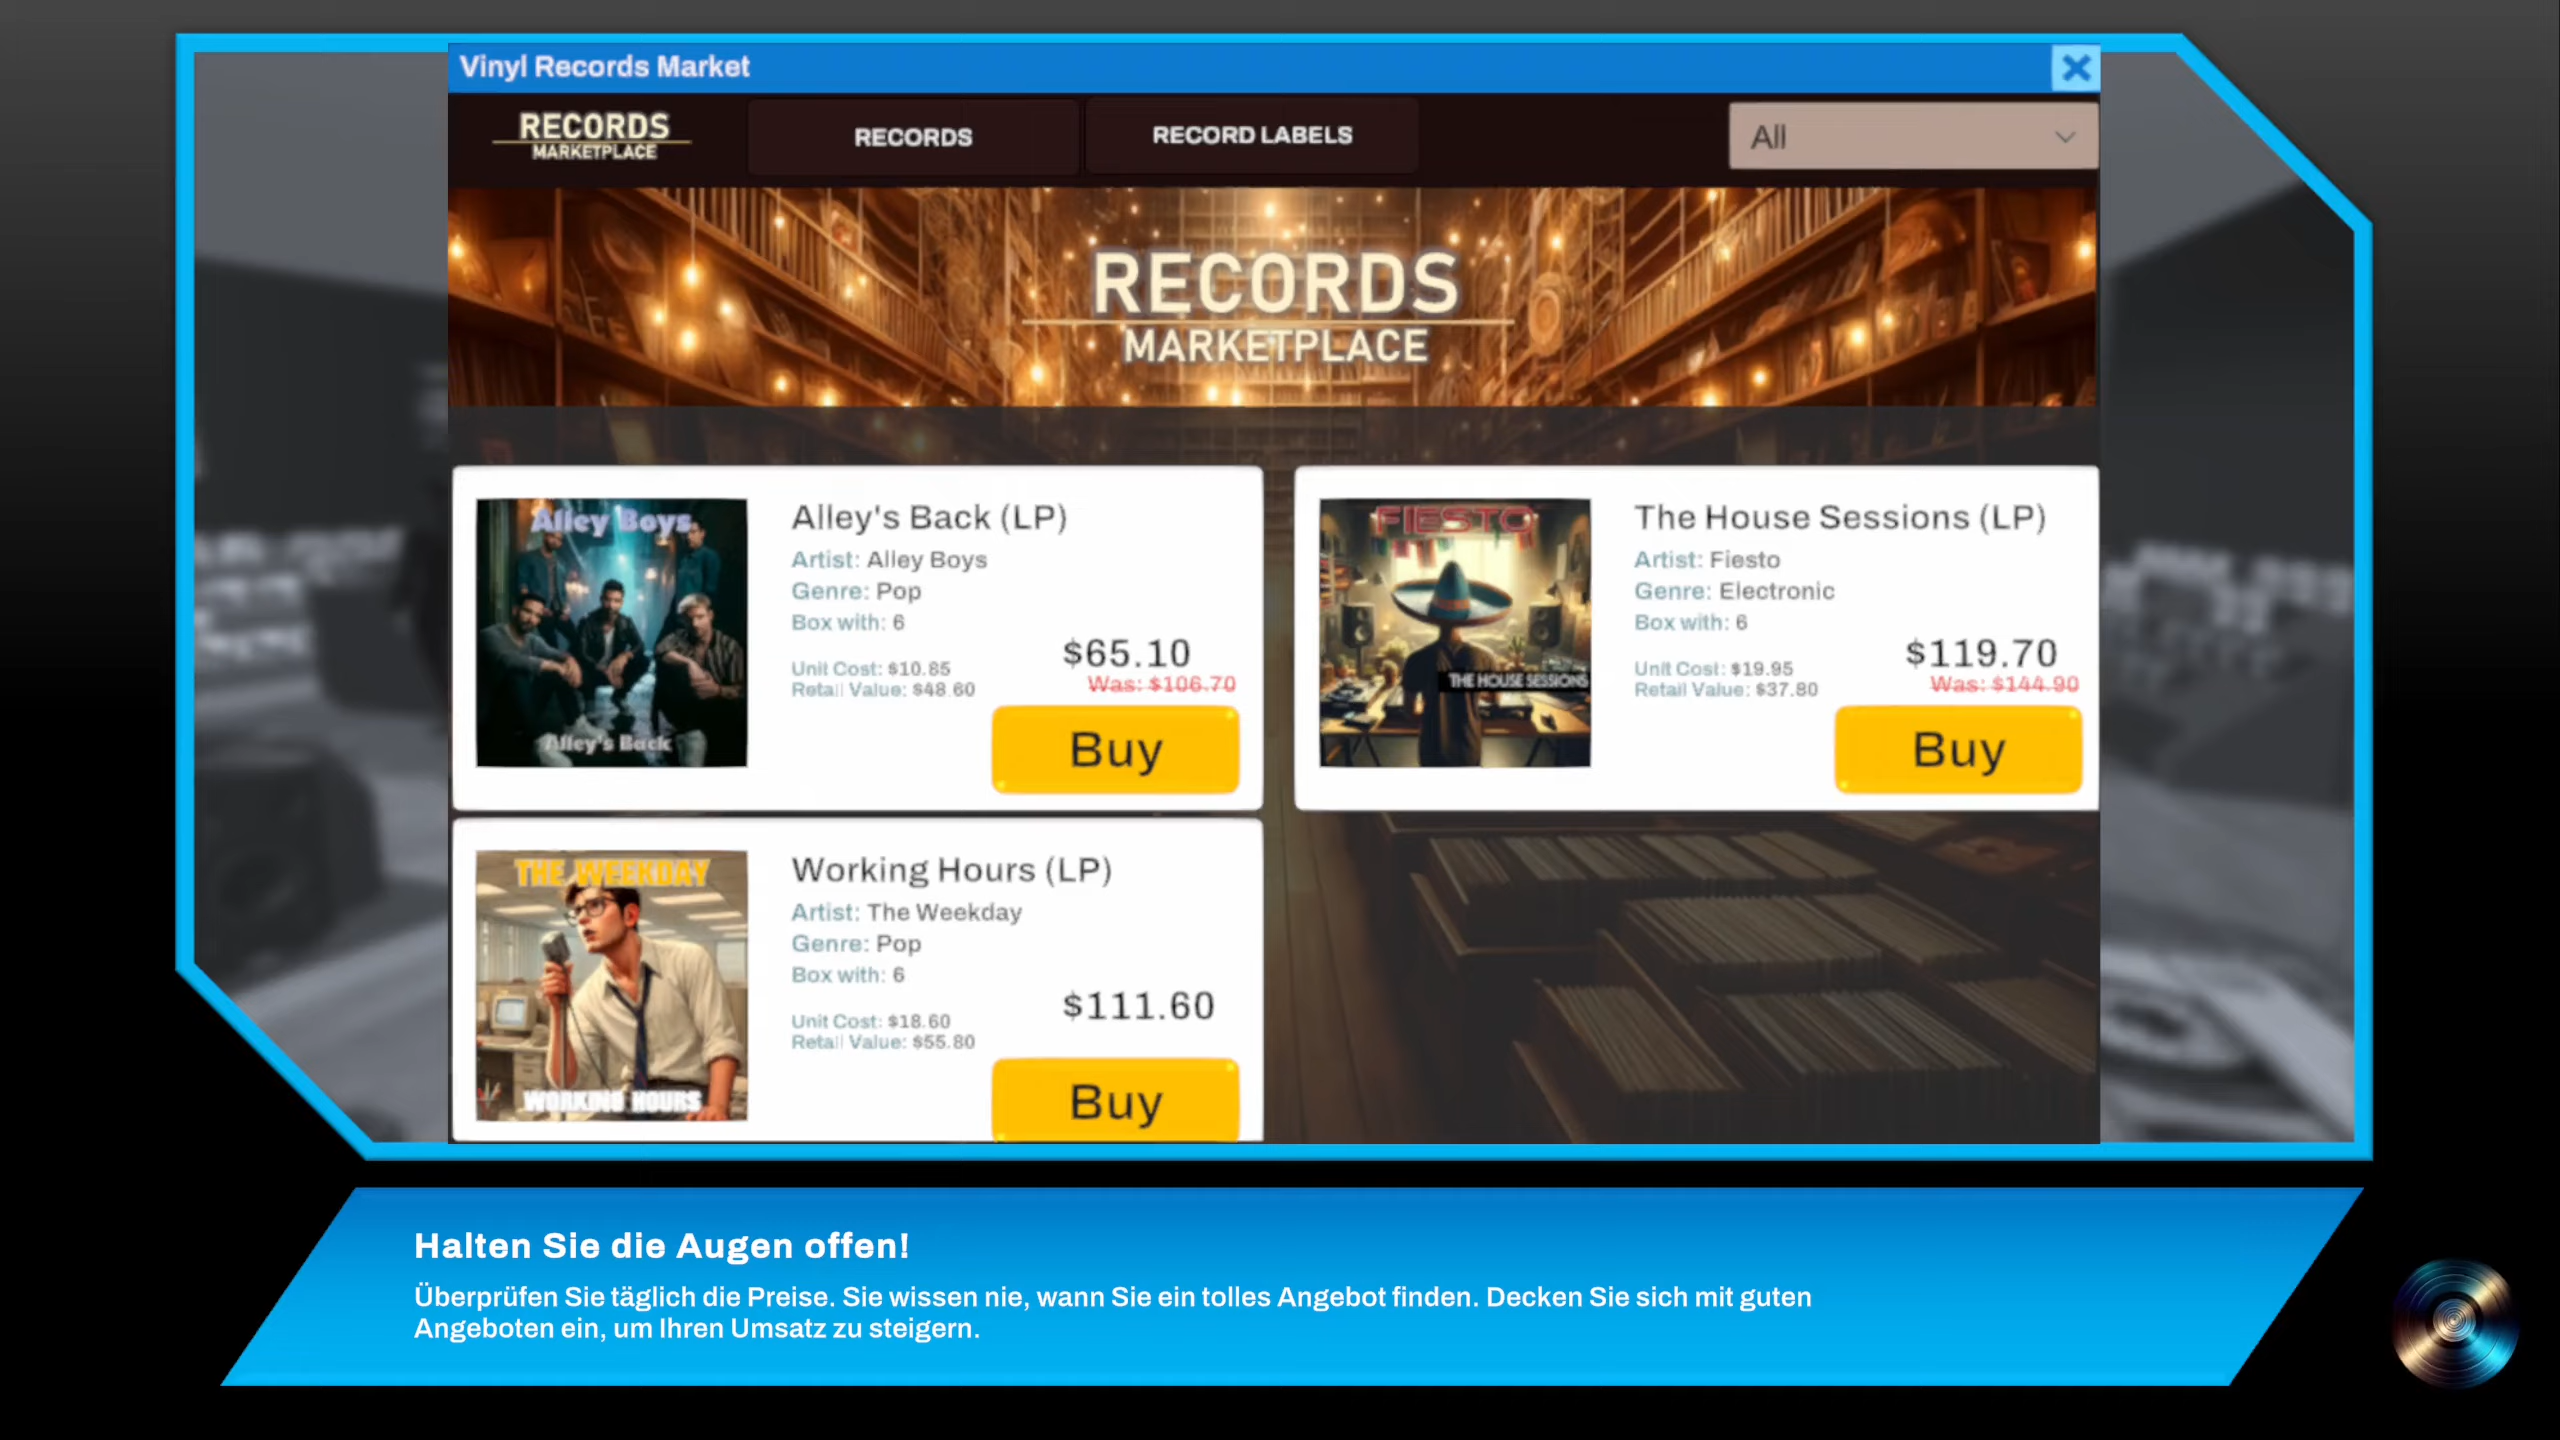 Vinyl Records Market
RECORDS
MARKETPLACE
RECORDS
RECORD LABELS
All
RECORDS
MARKETPLACE
Alley Boys
Alley's Back
Alley's Back (LP)
Artist: Alley Boys
Genre: Pop
Box with: 6
Unit Cost: $10.85
Retail Value: $48.60
$65.10
Was: $106.70
Buy
FIESTO
THE HOUSE SESSIONS
The House Sessions (LP)
Artist: Fiesto
Genre: Electronic
Box with: 6
Unit Cost: $19.95
Retail Value: $37.80
$119.70
Was: $144.90
Buy
THE WEEKDAY
WORKING HOURS
Working Hours (LP)
Artist: The Weekday
Genre: Pop
Box with: 6
Unit Cost: $18.60
Retail Value: $55.80
$111.60
Buy
Halten Sie die Augen offen!
Überprüfen Sie täglich die Preise. Sie wissen nie, wann Sie ein tolles Angebot finden. Decken Sie sich mit guten
Angeboten ein, um Ihren Umsatz zu steigern.